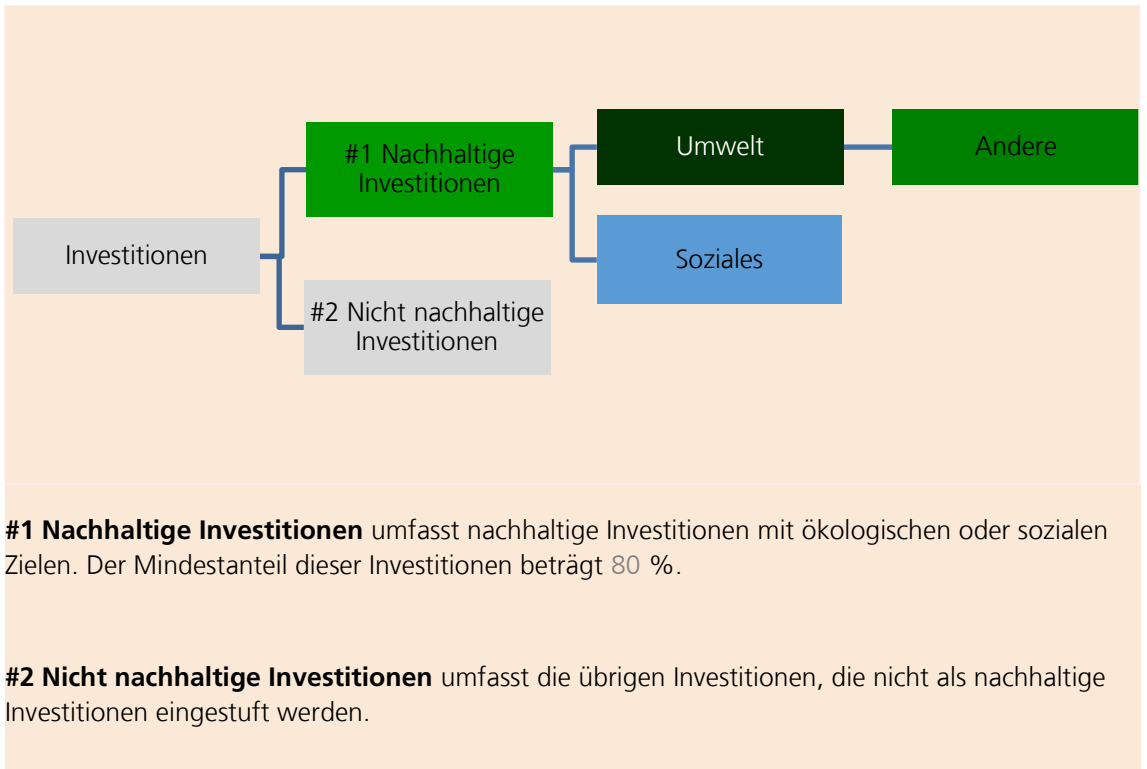 #1 Nachhaltige
Investitionen
Umwelt
Andere
Investitionen
Soziales
#2 Nicht nachhaltige
Investitionen
#1 Nachhaltige Investitionen umfasst nachhaltige Investitionen mit ökologischen oder sozialen
Zielen. Der Mindestanteil dieser Investitionen beträgt 80 %.
#2 Nicht nachhaltige Investitionen umfasst die übrigen Investitionen, die nicht als nachhaltige
Investitionen eingestuft werden.